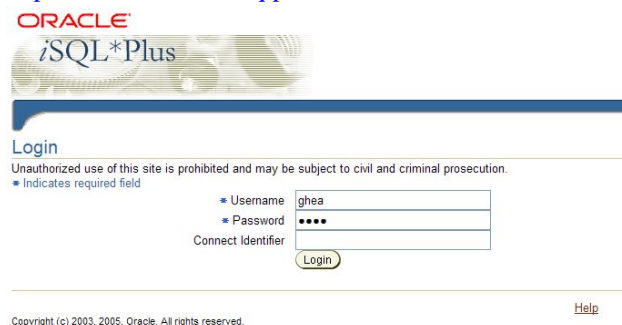 ORACLE
iSQL*Plus
Login
Unauthorized use of this site is prohibited and may be subject to civil and criminal prosecution.
* Indicates required field
* Username ghea
* Password ••••
Connect Identifier
Login
Help
Copyright (c) 2003, 2005, Oracle. All rights reserved.